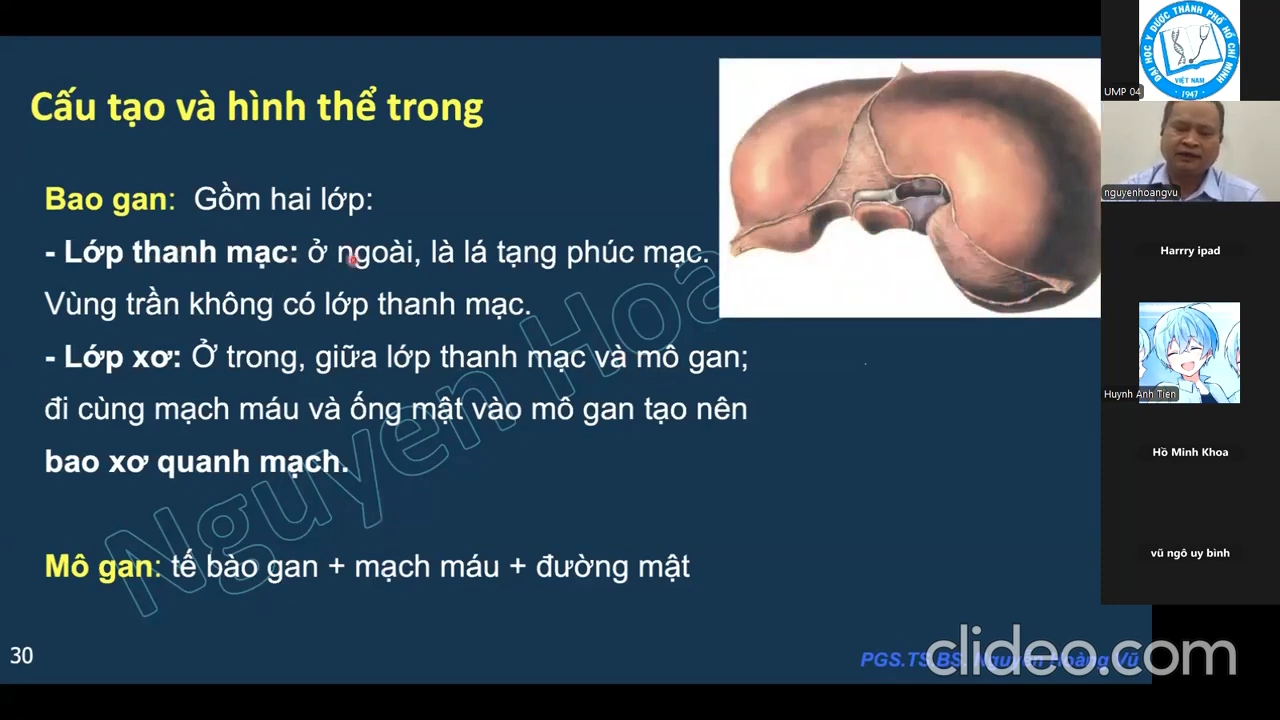 Cấu tạo và hình thể trong
Bao gan: Gồm hai lớp:
- Lớp thanh mạc: ở ngoài, là lá tạng phúc mạc.
Vùng trần không có lớp thanh mạc.
- Lớp xơ: Ở trong, giữa lớp thanh mạc và mô gan;
đi cùng mạch máu và ống mật vào mô gan tạo nên
bao xơ quanh mạch.
Mô gan: tế bào gan + mạch máu + đường mật
30
PGS.TS.BS. Nguyễn Hoàng Vũ
clideo.com
Nguyen Hoa
ĐẠI HỌC Y DƯỢC THÀNH PHỐ HỒ CHÍ MINH
VIỆT NAM
1947
UMP 04
nguyenhoangvu
Harrry ipad
Huynh Anh Tien
Hồ Minh Khoa
vũ ngô uy bình